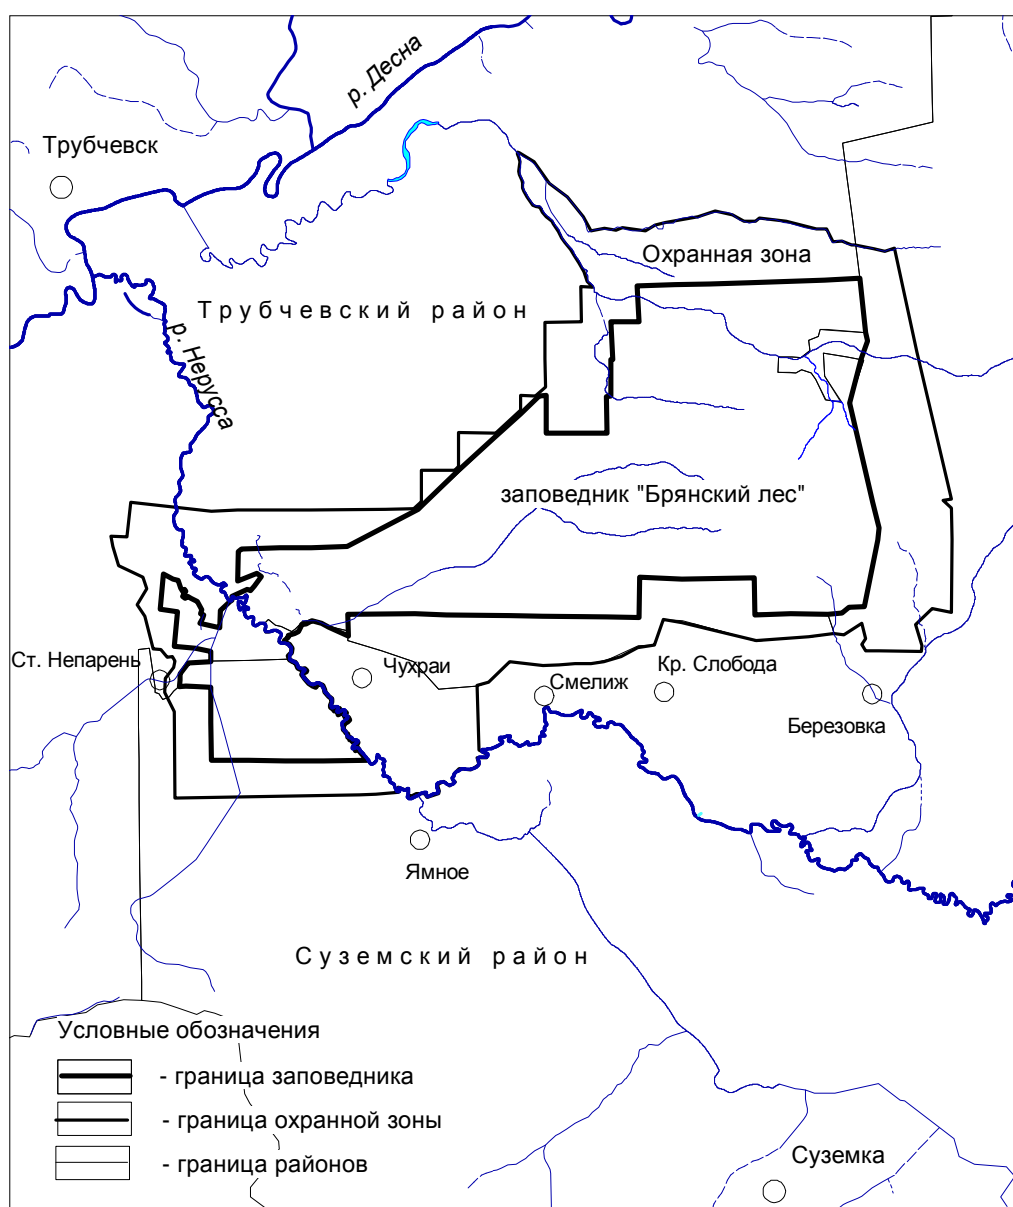 р. Десна
Трубчевск
Охранная зона
Трубчевский район
р. Нерусса
заповедник "Брянский лес"
Ст. Непарень
Чухраи
Кр. Слобода
Смелиж
Березовка
Ямное
Суземский район
Условные обозначения
- граница заповедника
- граница охранной зоны
- граница районов
Суземка